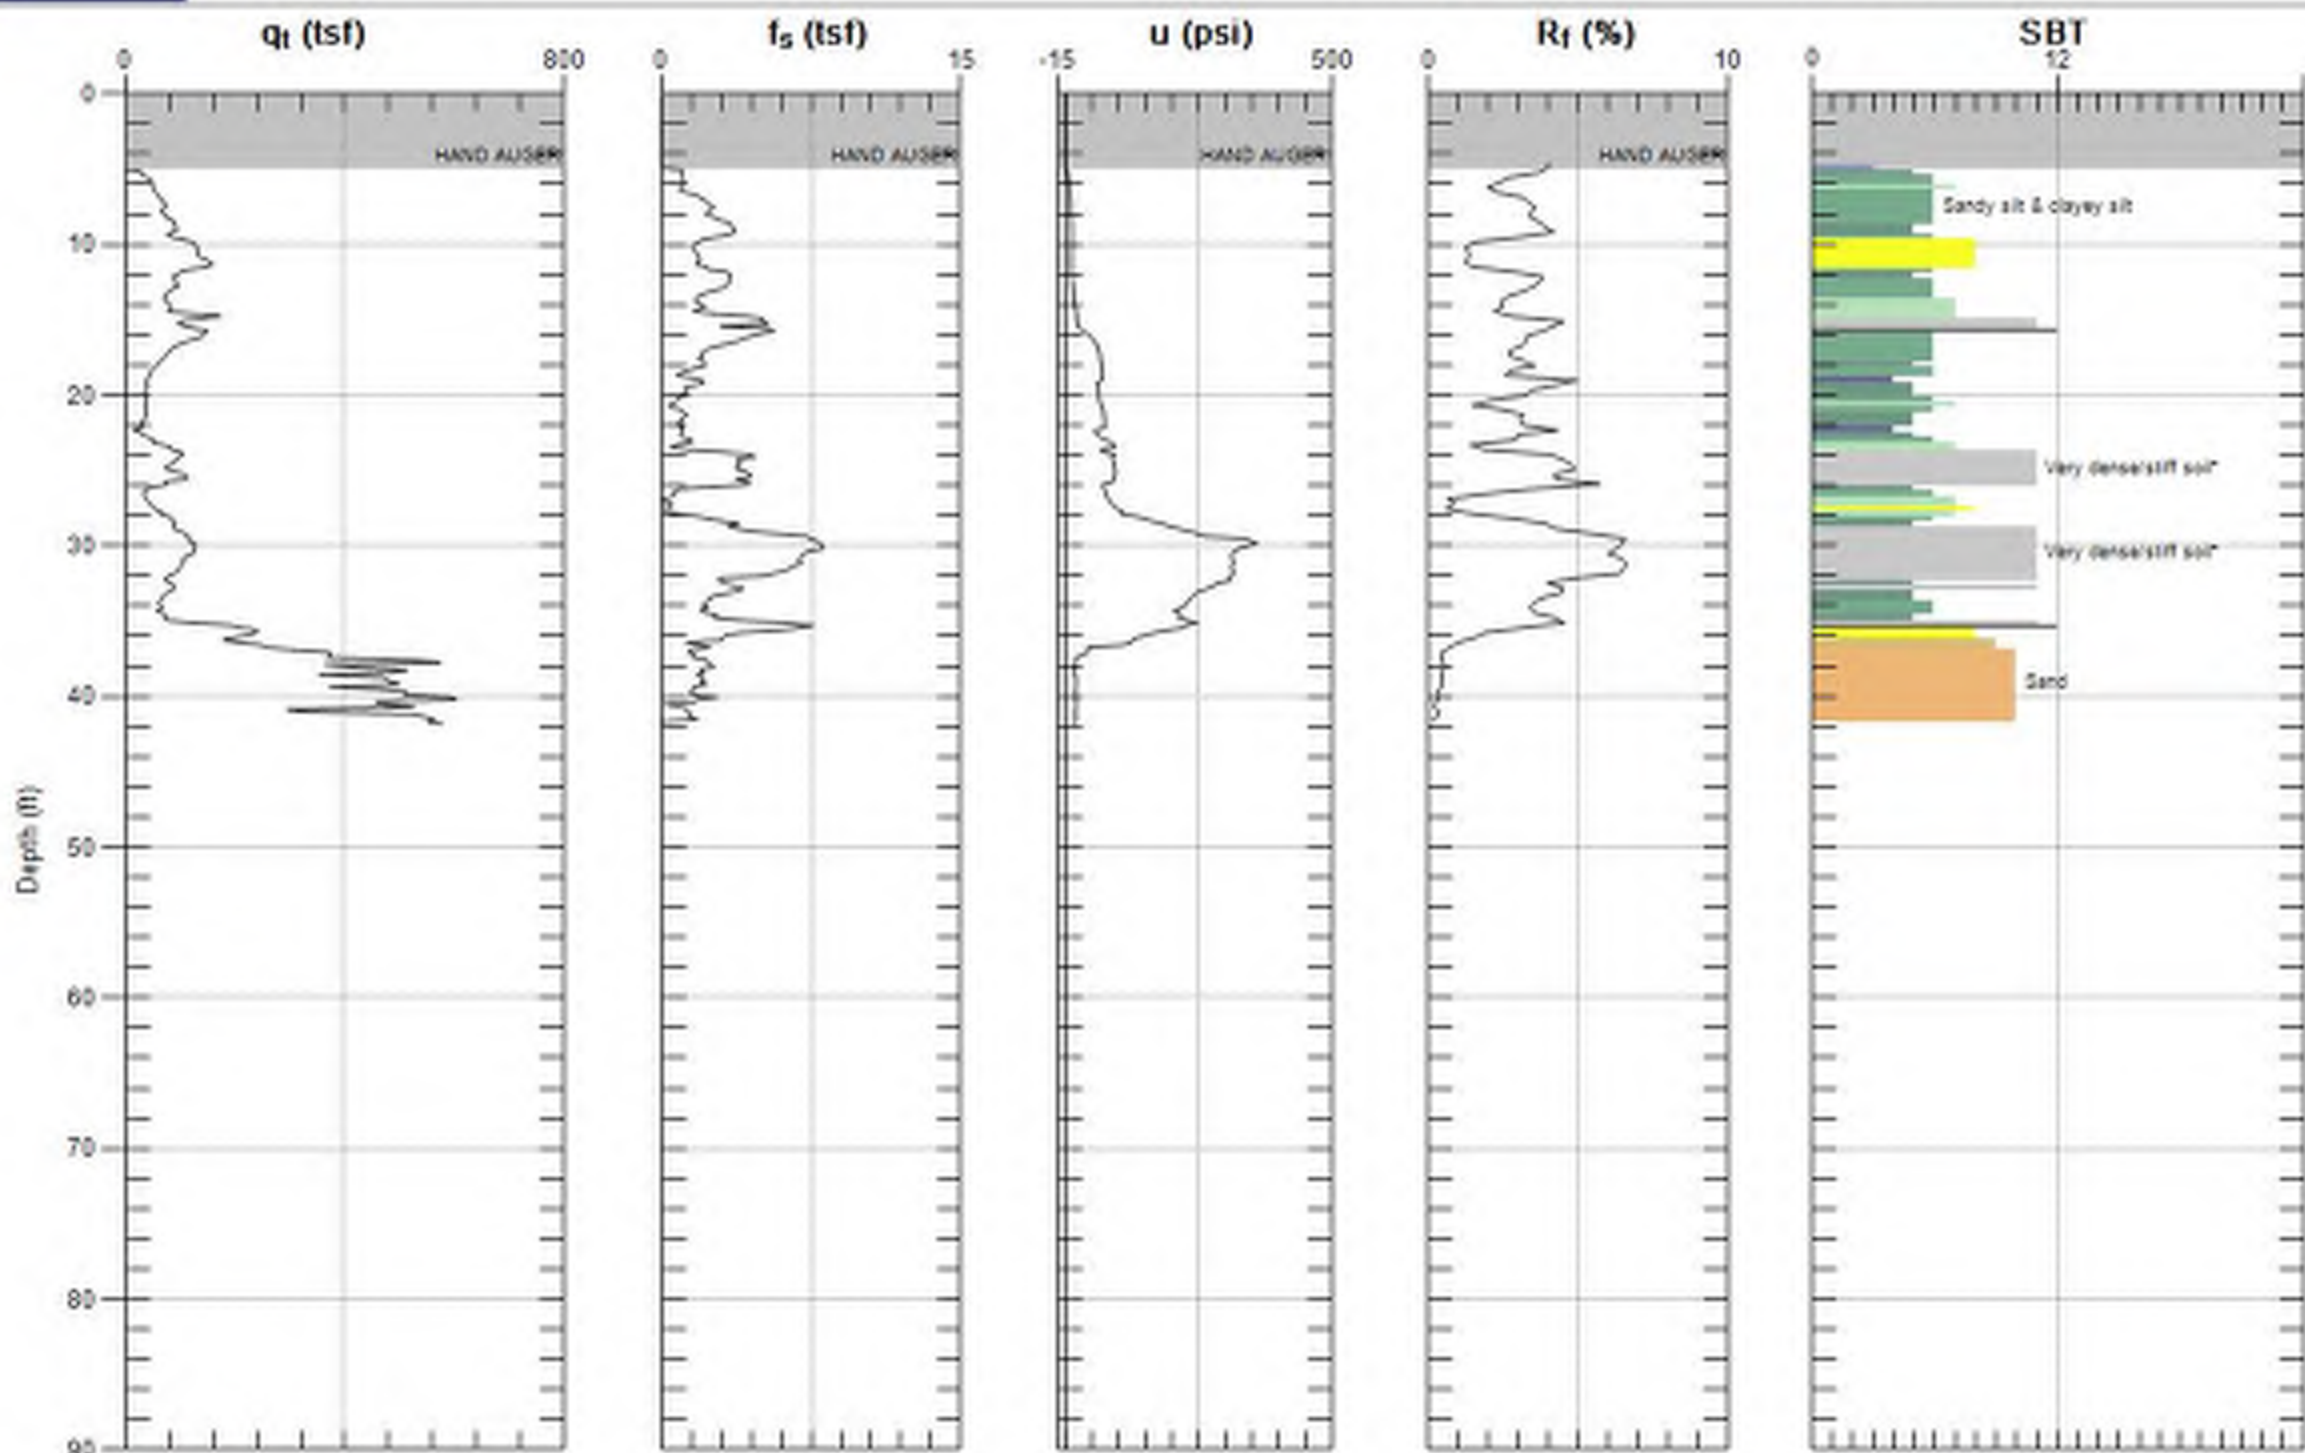 qt (tsf) fs (tsf) u (psi) Rf (%) SBT
0 800 0 15 -15 500 0 10 0 12
0
HAND AUGER HAND AUGER HAND AUGER HAND AUGER
Sandy silt & clayey silt
10
20
Very dense/stiff soil*
30
Very dense/stiff soil*
Sand
40
Depth (ft)
50
60
70
80
90